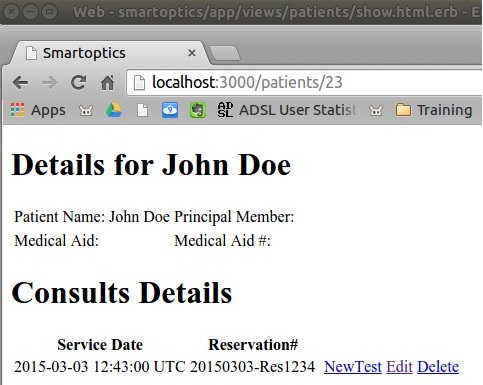 Web - smartoptics/app/views/patients/show.html.erb - Ec
Smartoptics
localhost:3000/patients/23
Apps ADSL ADSL User Statist Training
Details for John Doe
Patient Name: John Doe Principal Member:
Medical Aid: Medical Aid #:
Consults Details
Service Date Reservation#
2015-03-03 12:43:00 UTC 20150303-Res1234 NewTest Edit Delete